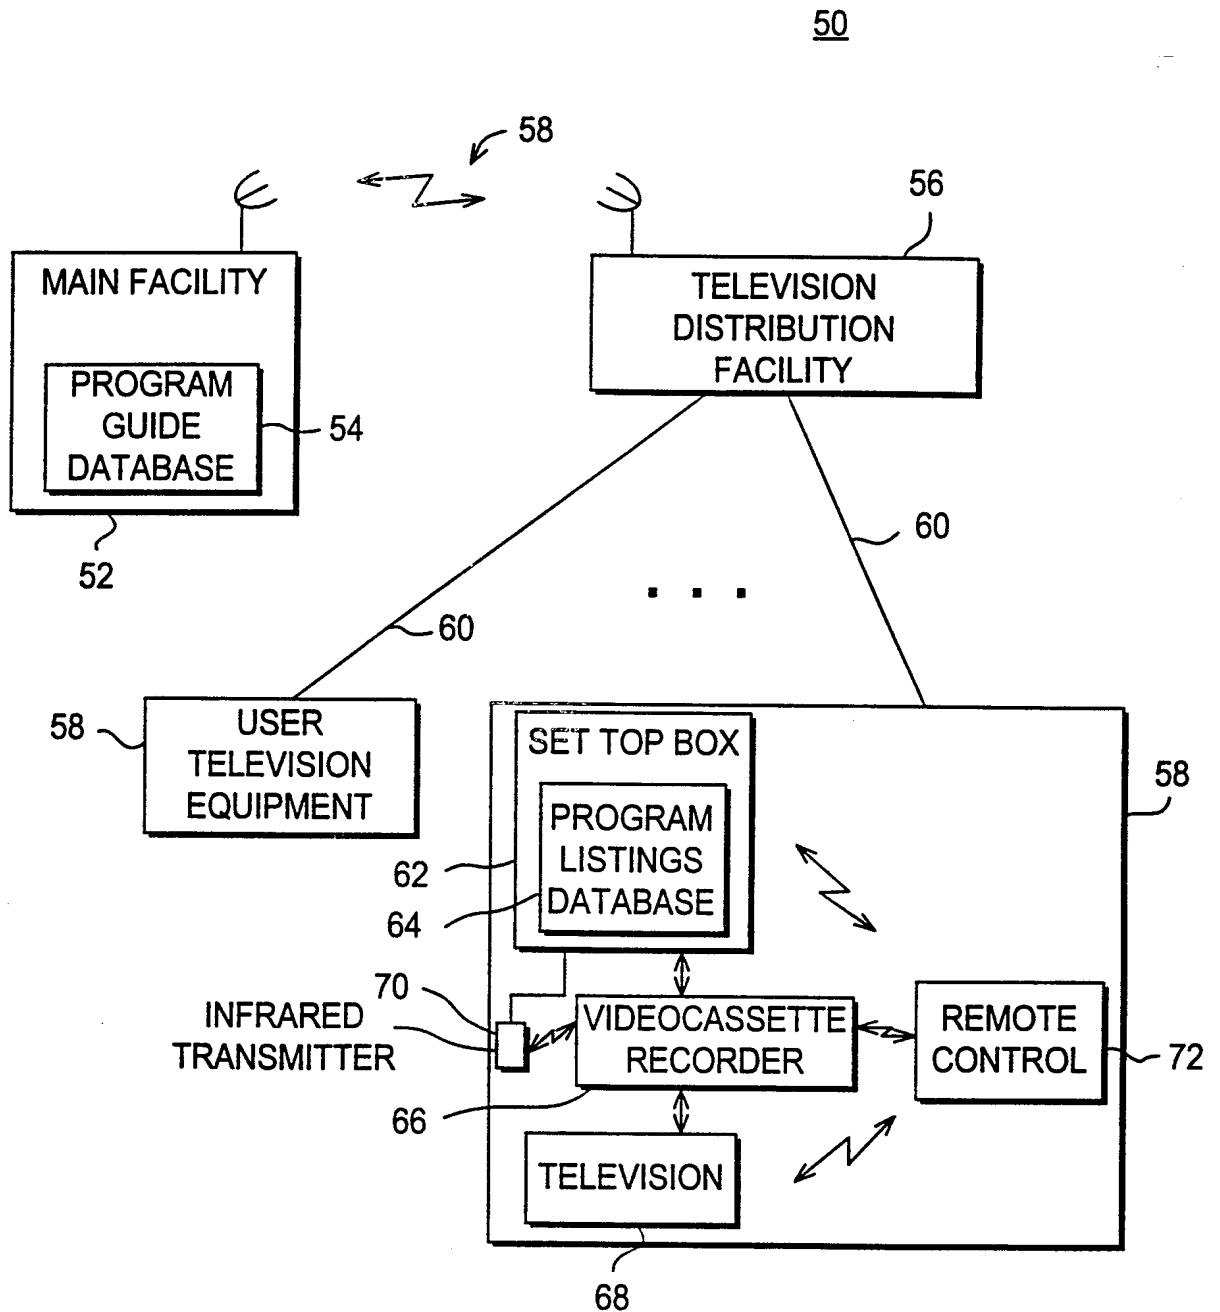 50
58
56
MAIN FACILITY
PROGRAM
GUIDE
DATABASE
54
52
TELEVISION
DISTRIBUTION
FACILITY
60
60
58
USER
TELEVISION
EQUIPMENT
SET TOP BOX
PROGRAM
LISTINGS
DATABASE
62
64
58
70
INFRARED
TRANSMITTER
VIDEOCASSETTE
RECORDER
66
REMOTE
CONTROL
72
TELEVISION
68